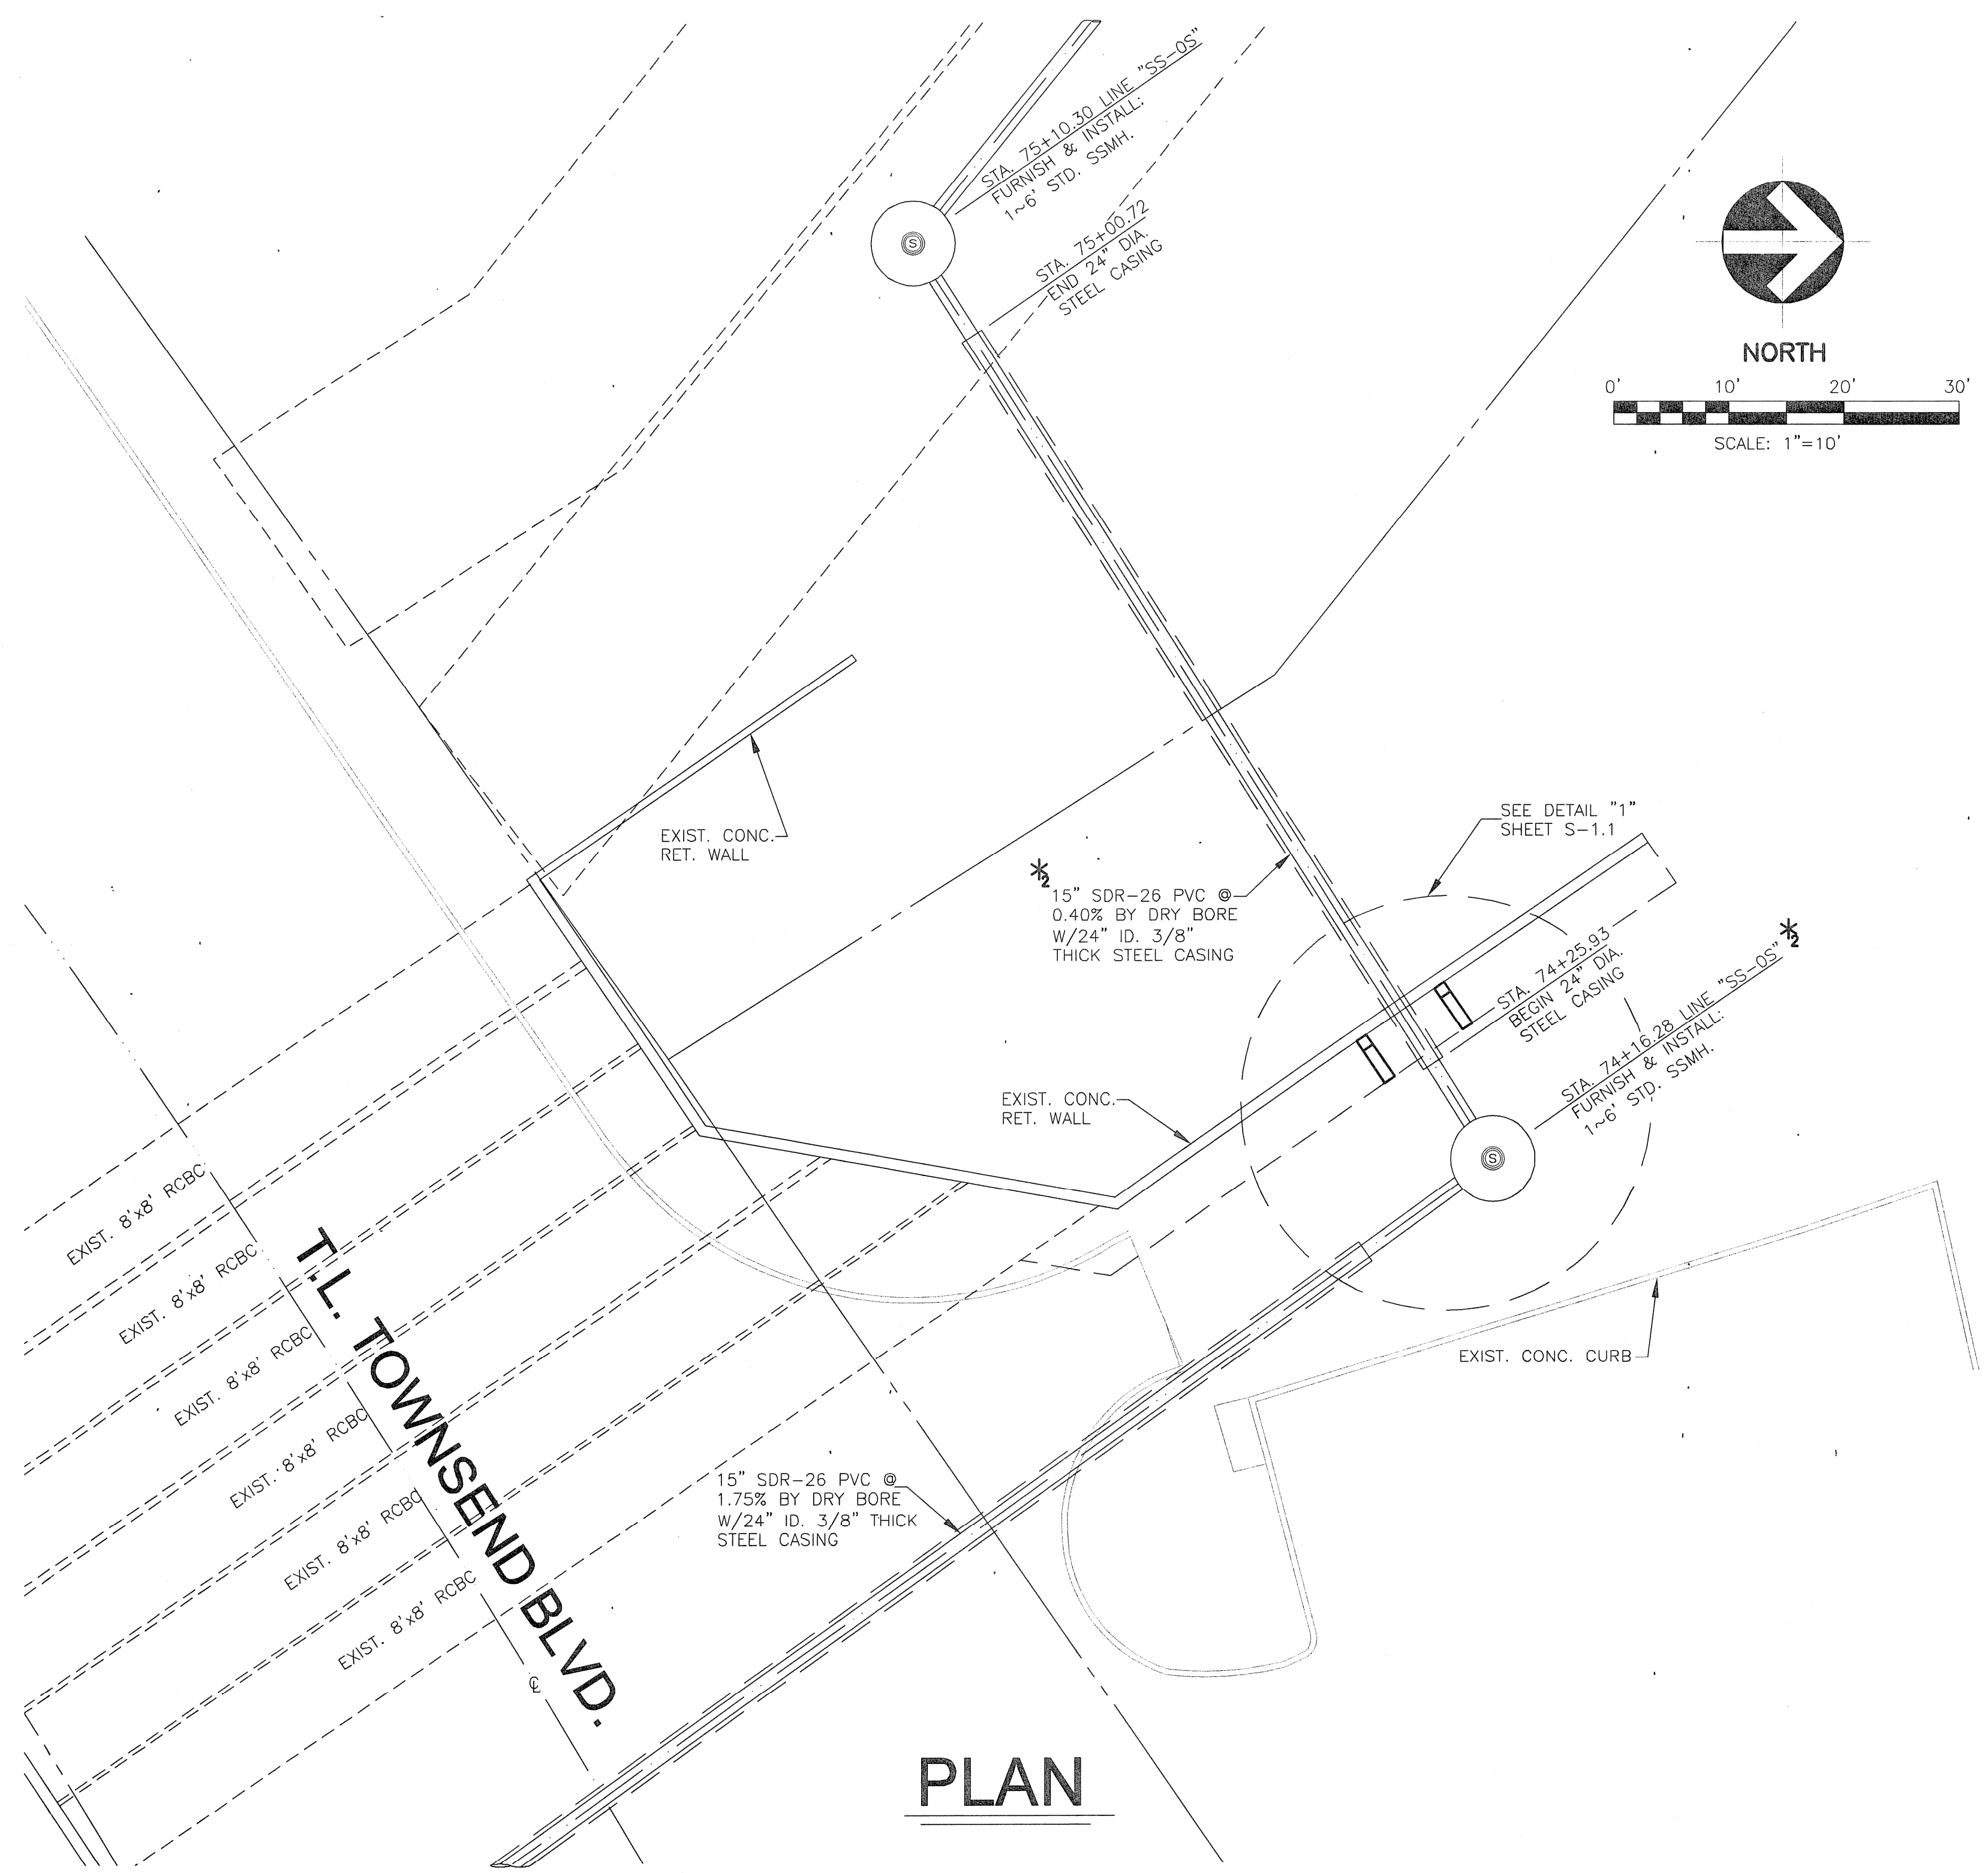 STA. 75+10.30 LINE "SS-OS"
FURNISH & INSTALL:
1~6' STD. SSMH.
S
STA. 75+00.72
END 24" DIA.
STEEL CASING
NORTH
0' 10' 20' 30'
SCALE: 1"=10'
EXIST. CONC.
RET. WALL
SEE DETAIL "1"
SHEET S-1.1
*2
15" SDR-26 PVC @
0.40% BY DRY BORE
W/24" ID. 3/8"
THICK STEEL CASING
STA. 74+25.93
BEGIN 24" DIA.
STEEL CASING
STA. 74+16.28 LINE "SS-OS" *2
FURNISH & INSTALL:
1~6' STD. SSMH.
S
EXIST. CONC.
RET. WALL
EXIST. 8'x8' RCBC
EXIST. 8'x8' RCBC
EXIST. 8'x8' RCBC
EXIST. 8'x8' RCBC
EXIST. 8'x8' RCBC
EXIST. 8'x8' RCBC
T.L. TOWNSEND BLVD.
℄
EXIST. CONC. CURB
15" SDR-26 PVC @
1.75% BY DRY BORE
W/24" ID. 3/8" THICK
STEEL CASING
PLAN